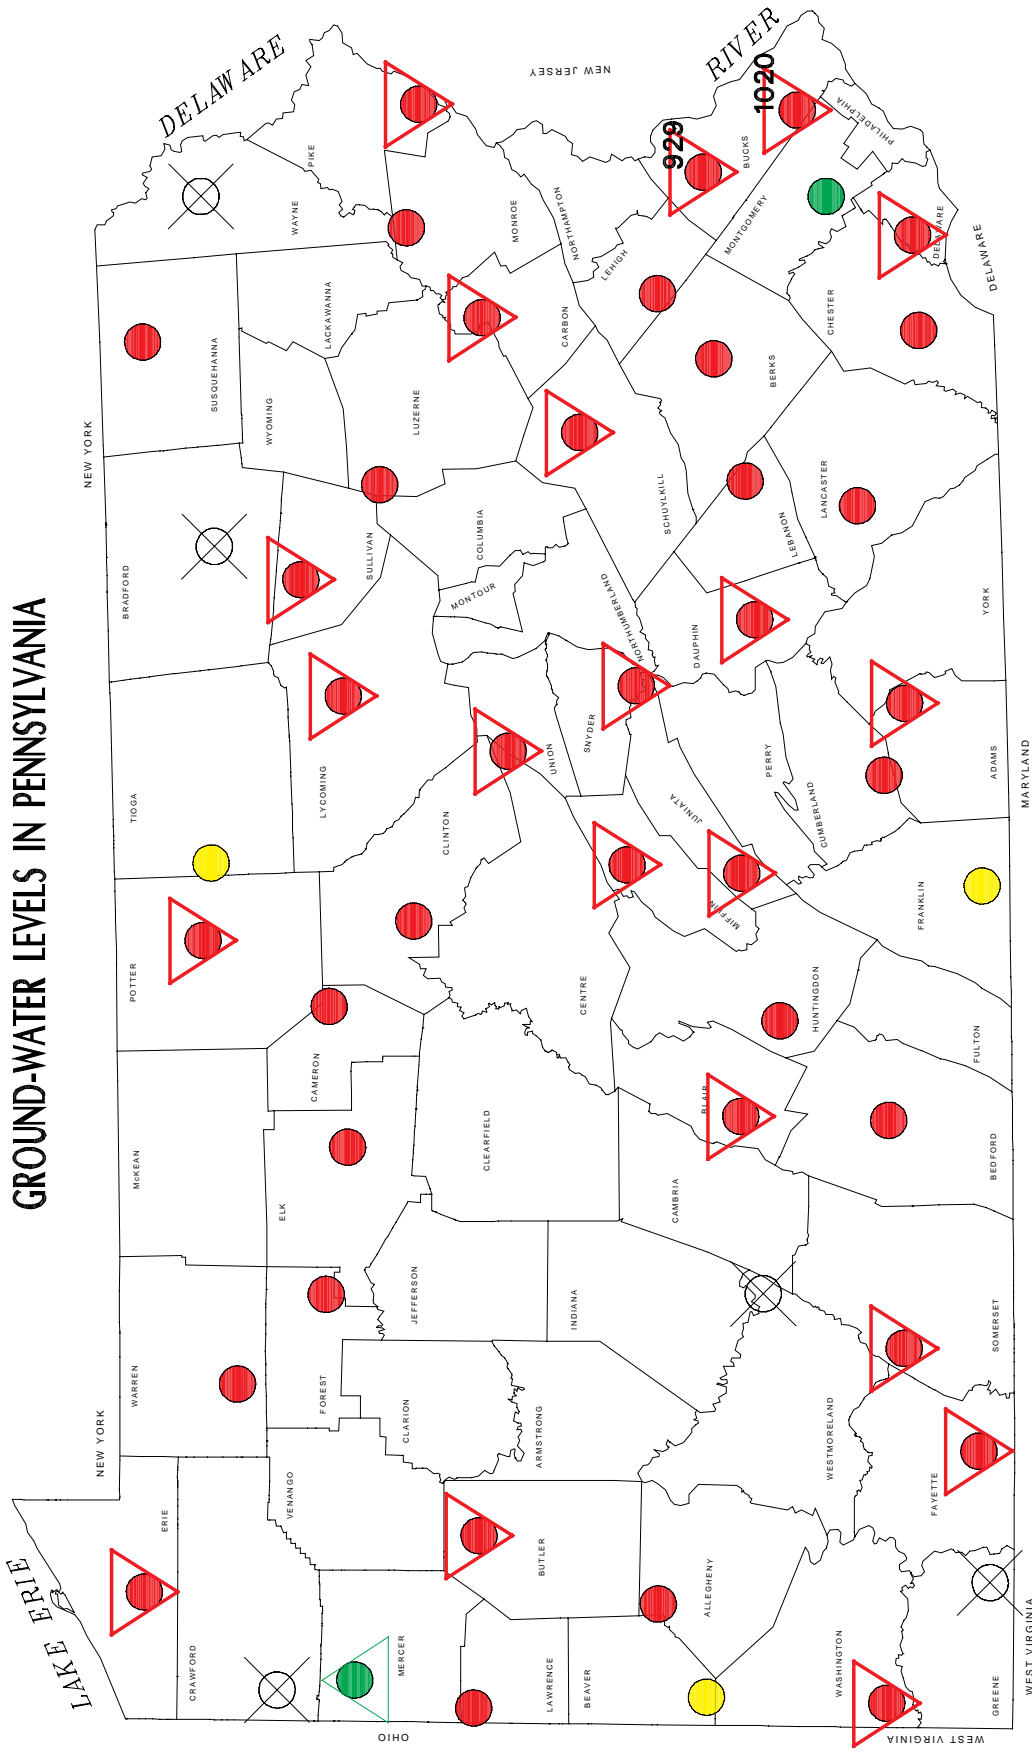 GROUND-WATER LEVELS IN PENNSYLVANIA
LAKE ERIE
NEW YORK
NEW YORK
DELAWARE
RIVER
NEW JERSEY
ERIE
CRAWFORD
WARREN
McKEAN
POTTER
TIOGA
BRADFORD
SUSQUEHANNA
WAYNE
PIKE
WYOMING
LACKAWANNA
MERCER
VENANGO
FOREST
ELK
CAMERON
CLINTON
LYCOMING
SULLIVAN
LUZERNE
MONROE
COLUMBIA
MONTOUR
CARBON
NORTHAMPTON
LAWRENCE
BUTLER
CLARION
JEFFERSON
CLEARFIELD
CENTRE
UNION
SNYDER
NORTHUMBERLAND
SCHUYLKILL
LEHIGH
BUCKS
929
1020
BEAVER
ARMSTRONG
INDIANA
CAMBRIA
BLAIR
HUNTINGDON
MIFFLIN
JUNIATA
PERRY
DAUPHIN
LEBANON
BERKS
MONTGOMERY
PHILADELPHIA
ALLEGHENY
WESTMORELAND
CUMBERLAND
LANCASTER
CHESTER
DELAWARE
WASHINGTON
FAYETTE
SOMERSET
BEDFORD
FULTON
FRANKLIN
ADAMS
YORK
GREENE
OHIO
WEST VIRGINIA
WEST VIRGINIA
MARYLAND
DELAWARE